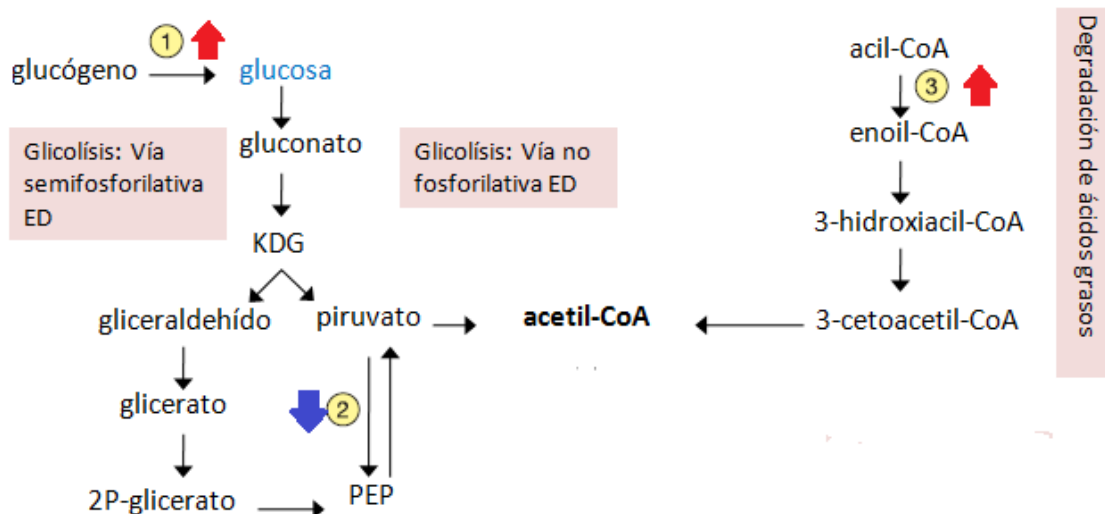 1
glucógeno
glucosa
gluconato
Glicolísis: Vía
semifosforilativa
ED
Glicolísis: Vía no
fosforilativa ED
KDG
gliceraldehído
piruvato
acetil-CoA
glicerato
2
2P-glicerato
PEP
acil-CoA
3
enoil-CoA
3-hidroxiacil-CoA
3-cetoacetil-CoA
Degradación de ácidos grasos